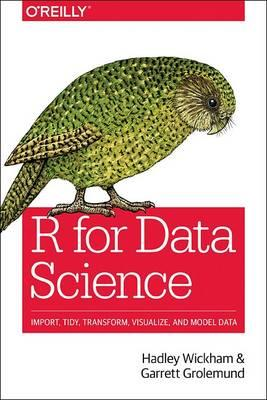 O'REILLY®
R for Data
Science
IMPORT, TIDY, TRANSFORM, VISUALIZE, AND MODEL DATA
Hadley Wickham &
Garrett Grolemund